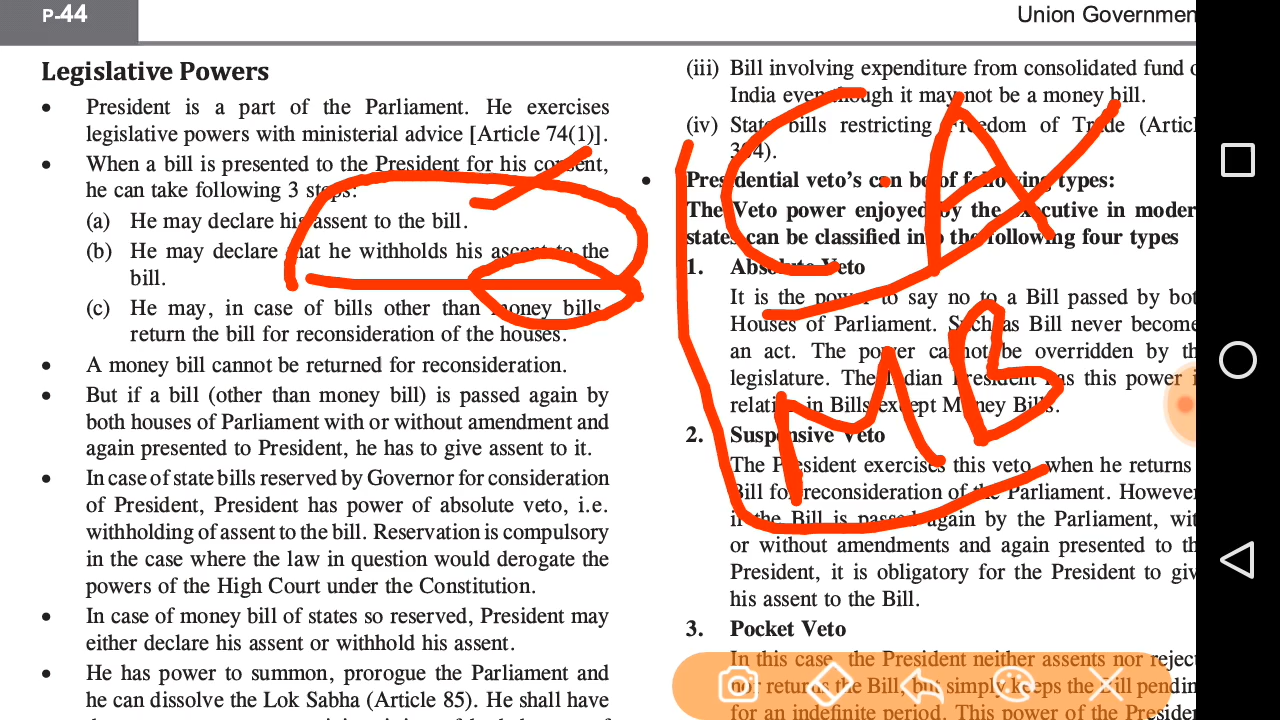 P-44
Union Governmen
Legislative Powers
• President is a part of the Parliament. He exercises
legislative powers with ministerial advice [Article 74(1)].
• When a bill is presented to the President for his consent,
he can take following 3 steps:
(a) He may declare his assent to the bill.
(b) He may declare that he withholds his ascent to the
bill.
(c) He may, in case of bills other than money bills
return the bill for reconsideration of the houses.
• A money bill cannot be returned for reconsideration.
• But if a bill (other than money bill) is passed again by
both houses of Parliament with or without amendment and
again presented to President, he has to give assent to it.
• In case of state bills reserved by Governor for consideration
of President, President has power of absolute veto, i.e.
withholding of assent to the bill. Reservation is compulsory
in the case where the law in question would derogate the
powers of the High Court under the Constitution.
• In case of money bill of states so reserved, President may
either declare his assent or withhold his assent.
• He has power to summon, prorogue the Parliament and
he can dissolve the Lok Sabha (Article 85). He shall have
(iii) Bill involving expenditure from consolidated fund
India even though it may not be a money bill.
(iv) State bills restricting Freedom of Trade (Artic
304).
• Presidential veto's can be of following types:
The Veto power enjoyed by the executive in moder
states can be classified into the following four types
1. Absolute Veto
It is the power to say no to a Bill passed by bot
Houses of Parliament. Such as Bill never become
an act. The power cannot be overridden by th
legislature. The Indian President has this power
relation in Bills except Money Bills.
2. Suspensive Veto
The President exercises this veto, when he returns
Bill for reconsideration of the Parliament. However
if the Bill is passed again by the Parliament, wit
or without amendments and again presented to th
President, it is obligatory for the President to giv
his assent to the Bill.
3. Pocket Veto
In this case, the President neither assents nor rejec
nor returns the Bill, but simply keeps the Bill pendin
for an indefinite period. This power of the Preside
CA
MB